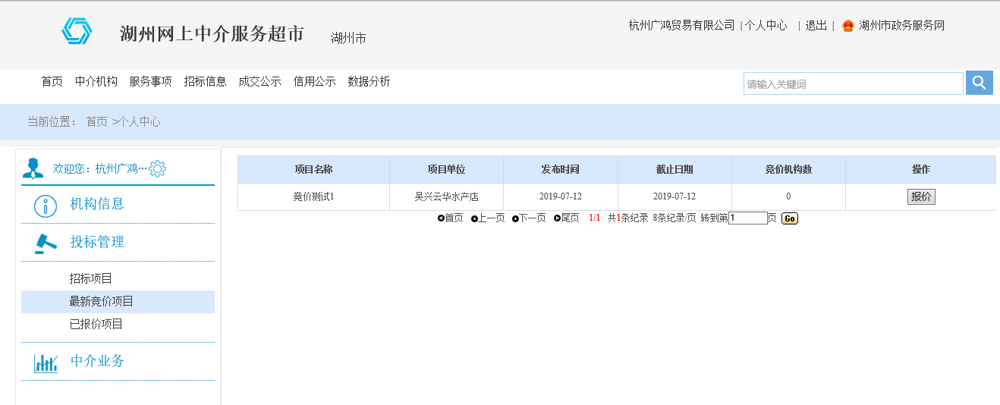 湖州网上中介服务超市 湖州市
杭州广鸿贸易有限公司 | 个人中心 | 退出 | 湖州市政务服务网
首页 中介机构 服务事项 招标信息 成交公示 信用公示 数据分析
请输入关键词
当前位置： 首页 >个人中心
欢迎您：杭州广鸿…
机构信息
投标管理
招标项目
最新竞价项目
已报价项目
中介业务
项目名称 项目单位 发布时间 截止日期 竞价机构数 操作
竞价测试1 吴兴云华水产店 2019-07-12 2019-07-12 0 报价
首页 上一页 下一页 尾页 1/1 共1条纪录 8条纪录/页 转到第1页 Go